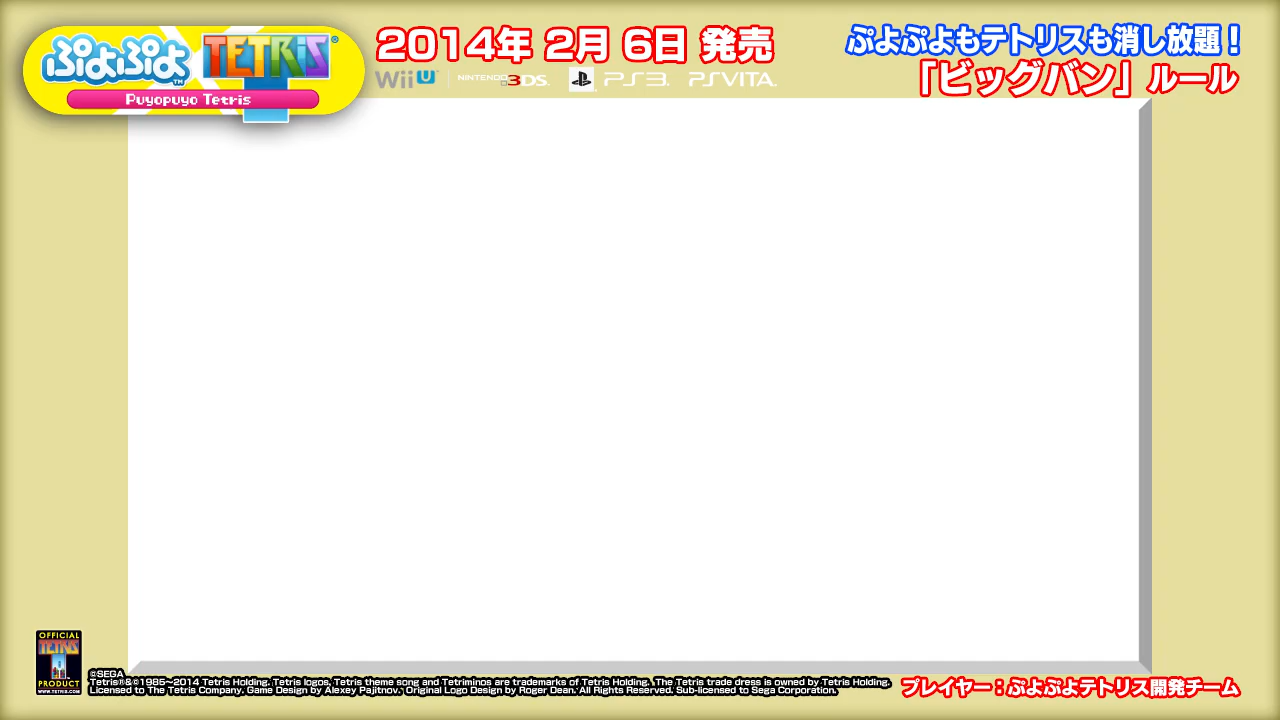 ぷよぷよ TETRIS®
TM
Puyopuyo Tetris
2014年 2月 6日 発売
Wii U NINTENDO 3DS. PS3. PSVITA.
ぷよぷよもテトリスも消し放題！
「ビッグバン」ルール
OFFICIAL
TETRIS
PRODUCT
WWW.TETRIS.COM
©SEGA
Tetris®&©1985~2014 Tetris Holding. Tetris logos, Tetris theme song and Tetriminos are trademarks of Tetris Holding. The Tetris trade dress is owned by Tetris Holding.
Licensed to The Tetris Company. Game Design by Alexey Pajitnov. Original Logo Design by Roger Dean. All Rights Reserved. Sub-licensed to Sega Corporation.
プレイヤー：ぷよぷよテトリス開発チーム